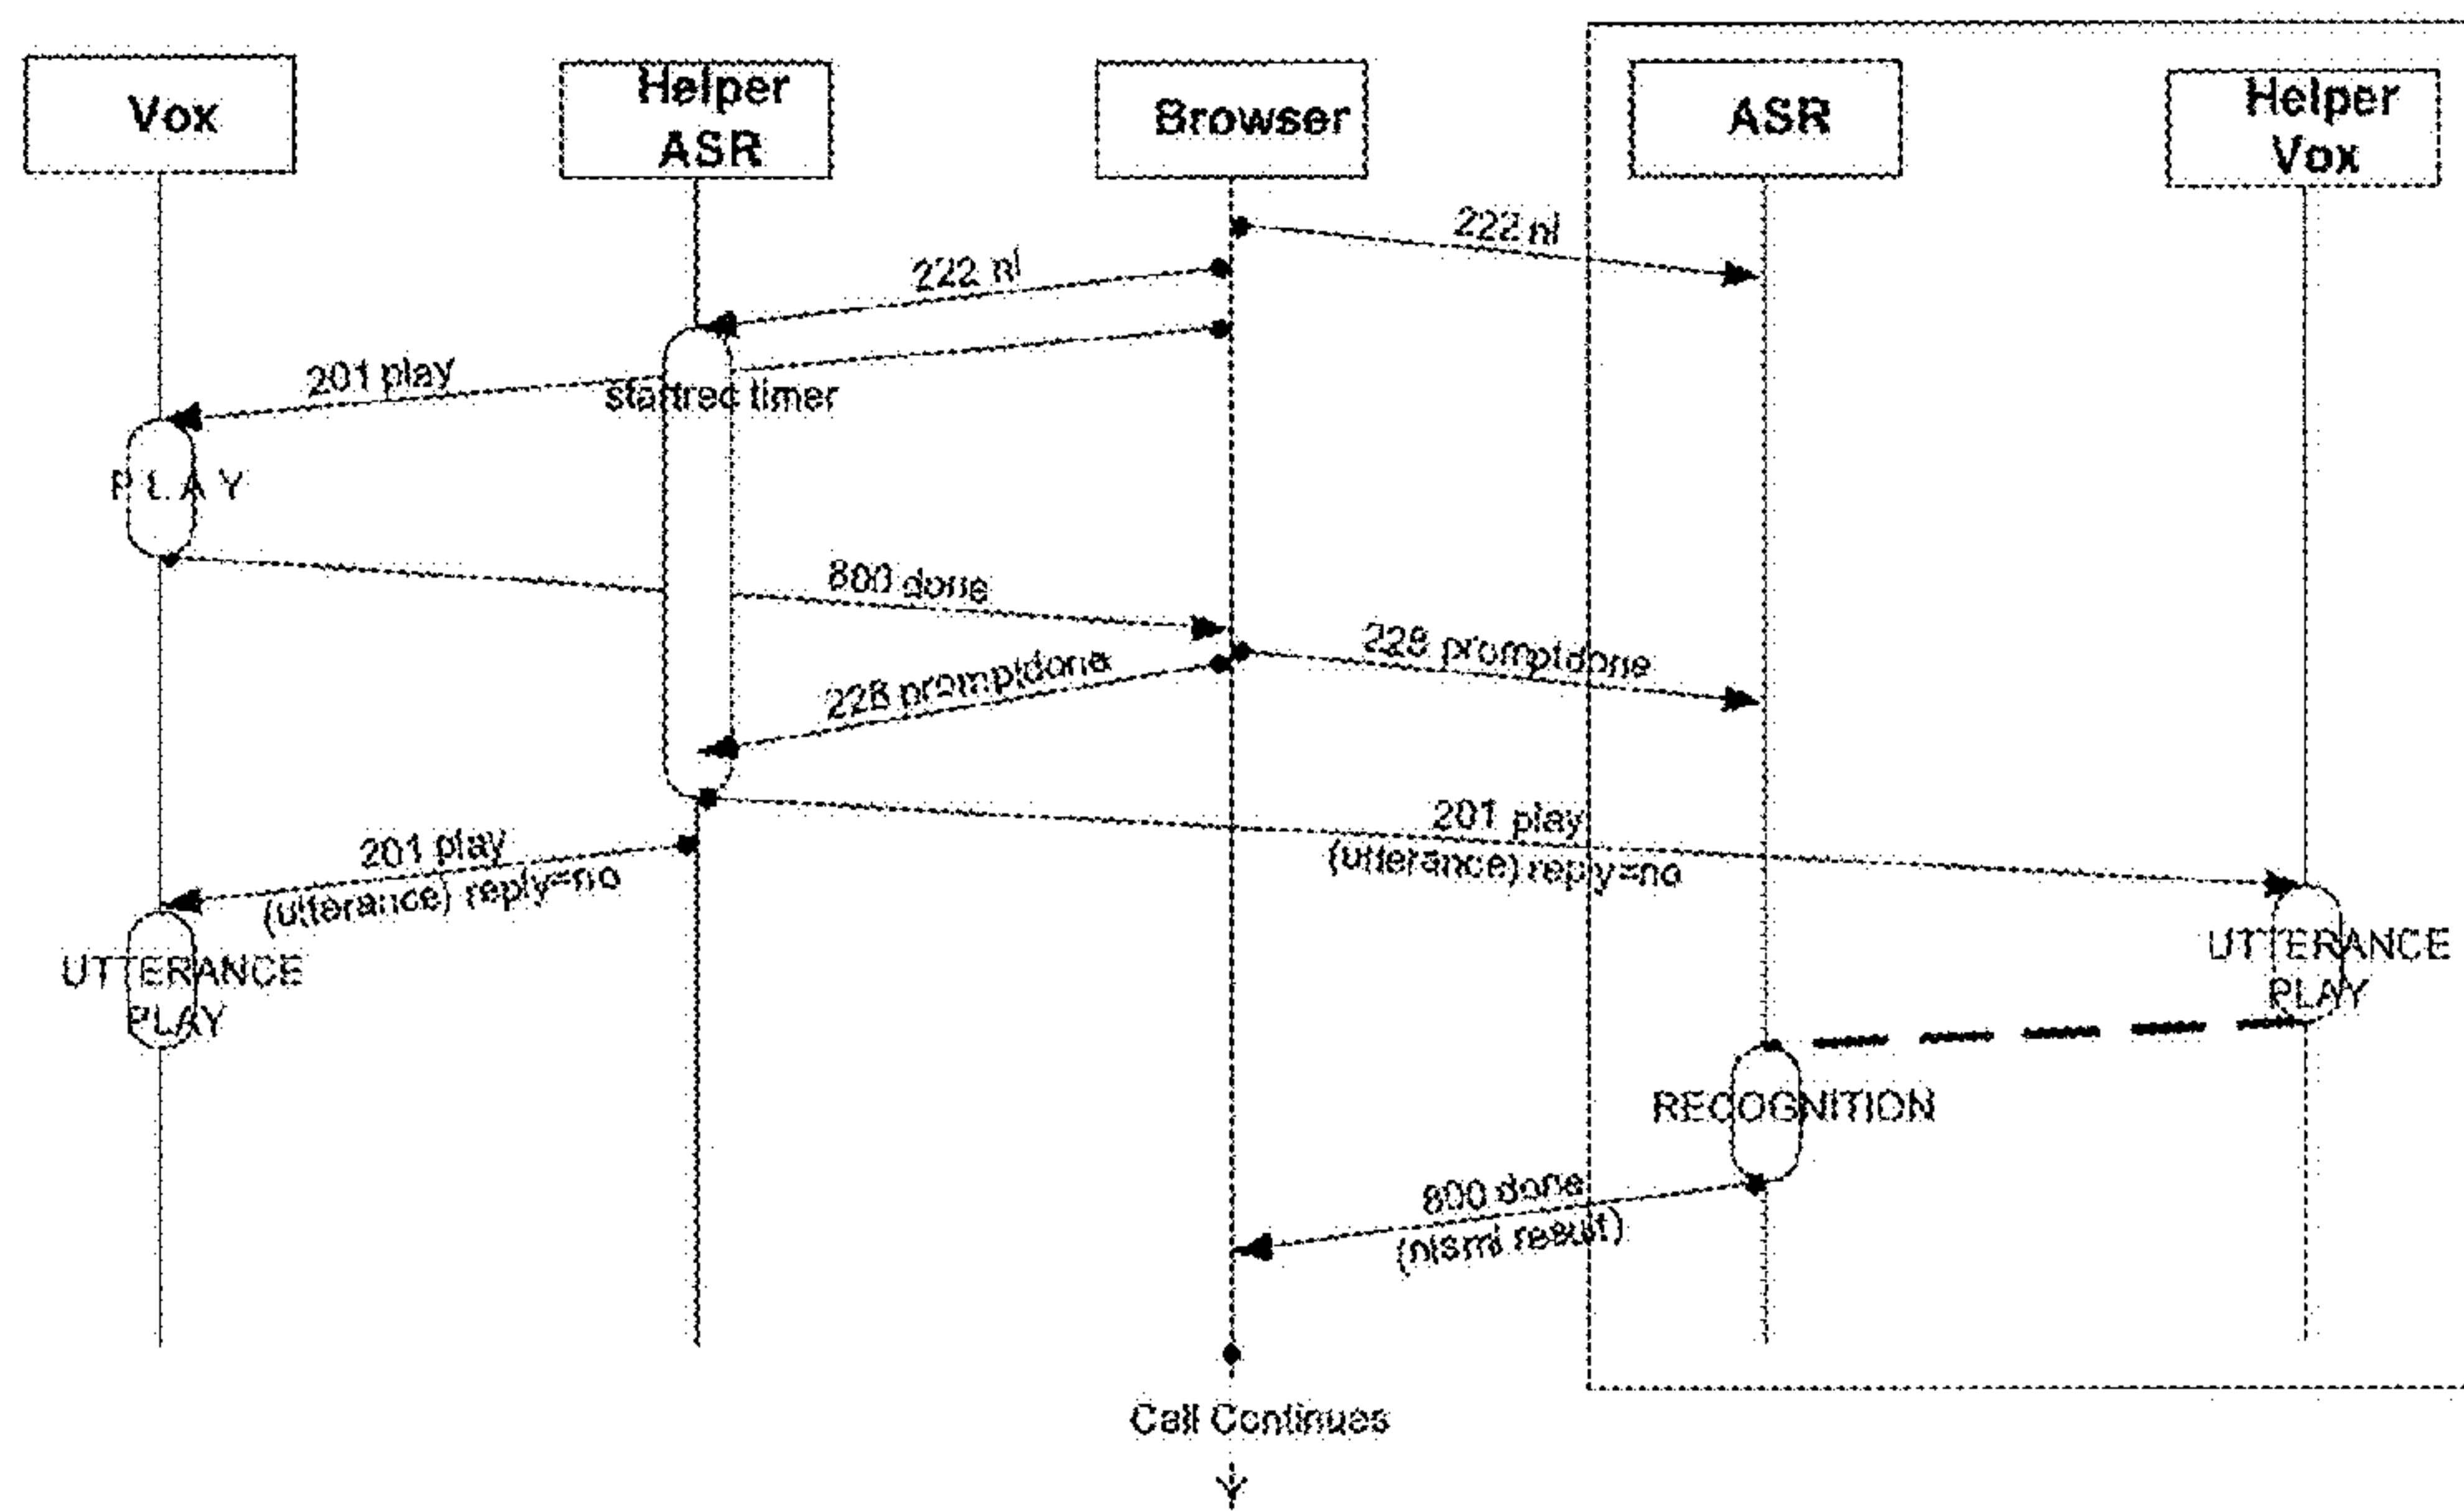 Vox
Helper
ASR
Browser
ASR
Helper
Vox
222 nl
222 nl
201 play
startrec timer
PLAY
800 done
228 promptdone
228 promptdone
201 play
(utterance) reply=no
201 play
(utterance) reply=no
UTTERANCE
PLAY
UTTERANCE
PLAY
RECOGNITION
800 done
(nlsml result)
Call Continues